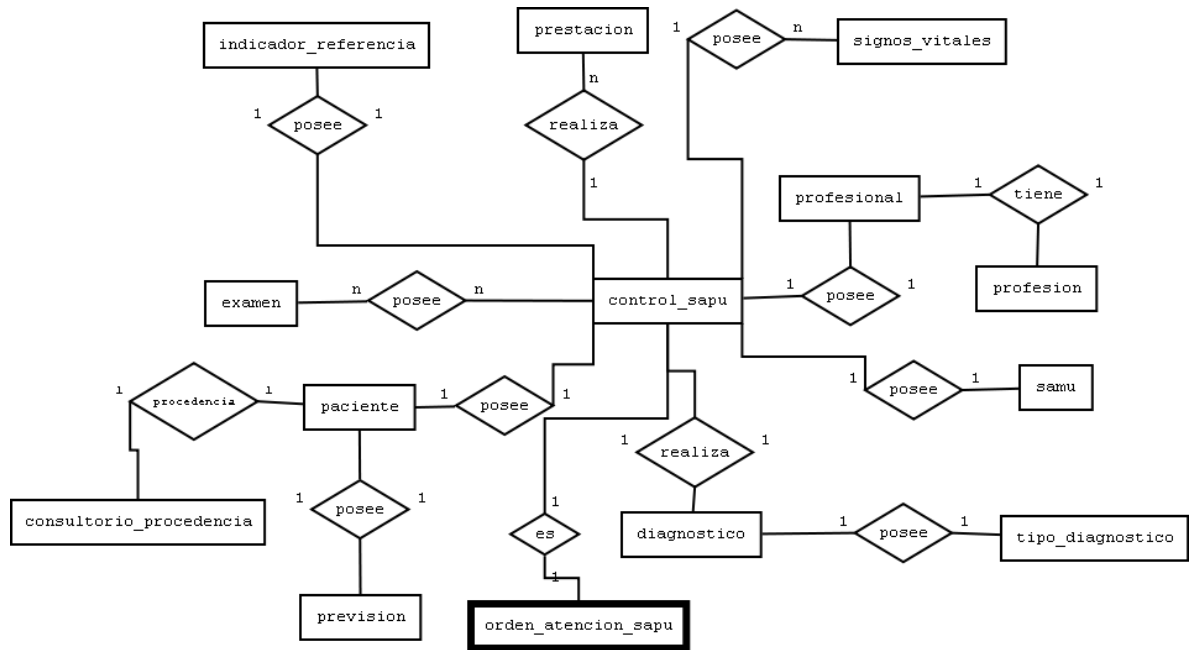 prestacion
indicador_referencia
1 posee n
signos_vitales
n
1 posee 1
realiza
1
profesional
1 tiene 1
examen
n posee n
control_sapu
1 posee 1
profesion
1 procedencia 1
paciente
1 posee 1
1 posee 1
samu
1 realiza 1
1 posee 1
consultorio_procedencia
1
es
1
diagnostico
1 posee 1
tipo_diagnostico
prevision
orden_atencion_sapu